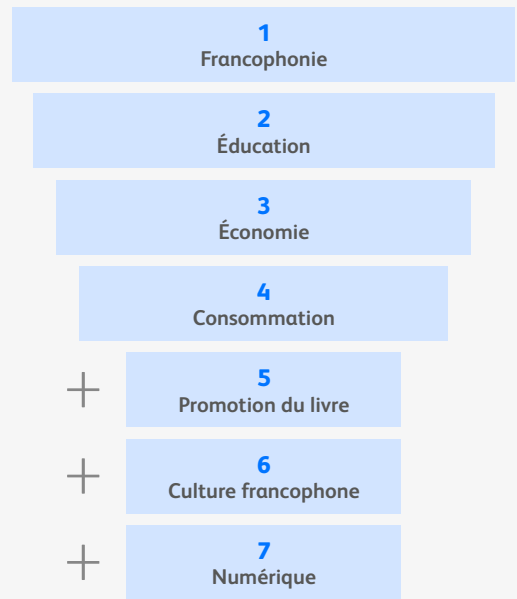 1
Francophonie
2
Éducation
3
Économie
4
Consommation
5
Promotion du livre
6
Culture francophone
7
Numérique